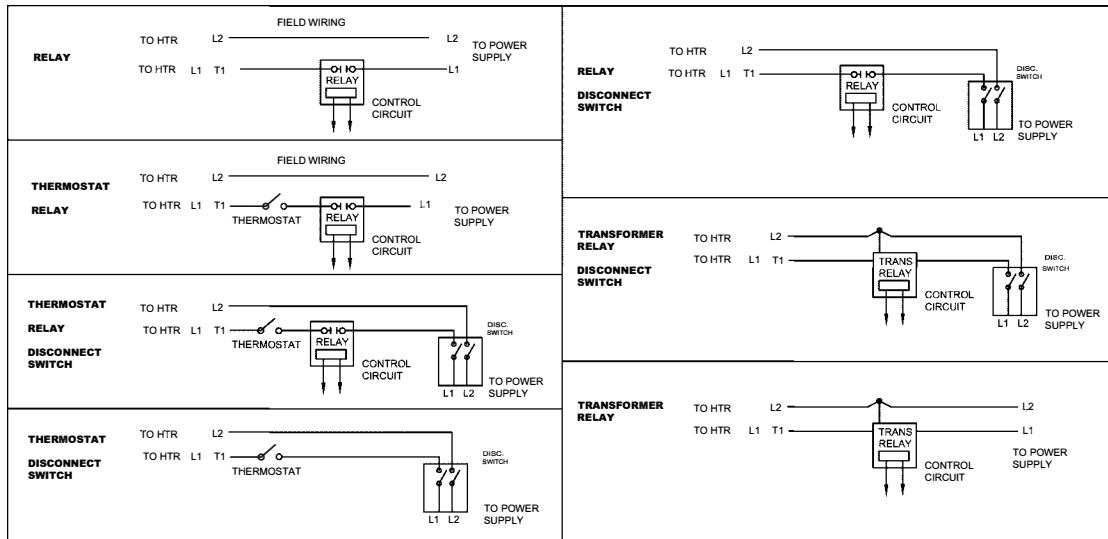 RELAY
FIELD WIRING
TO HTR L2 L2
TO HTR L1 T1 L1
TO POWER
SUPPLY
RELAY
CONTROL
CIRCUIT
THERMOSTAT
RELAY
FIELD WIRING
TO HTR L2 L2
TO HTR L1 T1 L1
THERMOSTAT
RELAY
TO POWER
SUPPLY
CONTROL
CIRCUIT
THERMOSTAT
RELAY
DISCONNECT
SWITCH
TO HTR L2
TO HTR L1 T1
THERMOSTAT
RELAY
DISC.
SWITCH
CONTROL
CIRCUIT
L1 L2
TO POWER
SUPPLY
THERMOSTAT
DISCONNECT
SWITCH
TO HTR L2
TO HTR L1 T1
THERMOSTAT
DISC.
SWITCH
TO POWER
SUPPLY
L1 L2
RELAY
DISCONNECT
SWITCH
TO HTR L2
TO HTR L1 T1
RELAY
DISC.
SWITCH
CONTROL
CIRCUIT
TO POWER
SUPPLY
L1 L2
TRANSFORMER
RELAY
DISCONNECT
SWITCH
TO HTR L2
TO HTR L1 T1
TRANS
RELAY
DISC.
SWITCH
CONTROL
CIRCUIT
L1 L2
TO POWER
SUPPLY
TRANSFORMER
RELAY
TO HTR L2 L2
TO HTR L1 T1 L1
TRANS
RELAY
TO POWER
SUPPLY
CONTROL
CIRCUIT